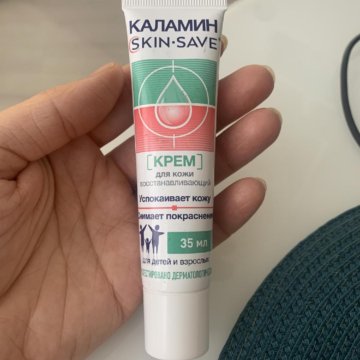 КАЛАМИН
SKIN·SAVE
[КРЕМ]
для кожи
восстанавливающий
Успокаивает кожу
Снимает покраснения
35 мл
для детей и взрослых